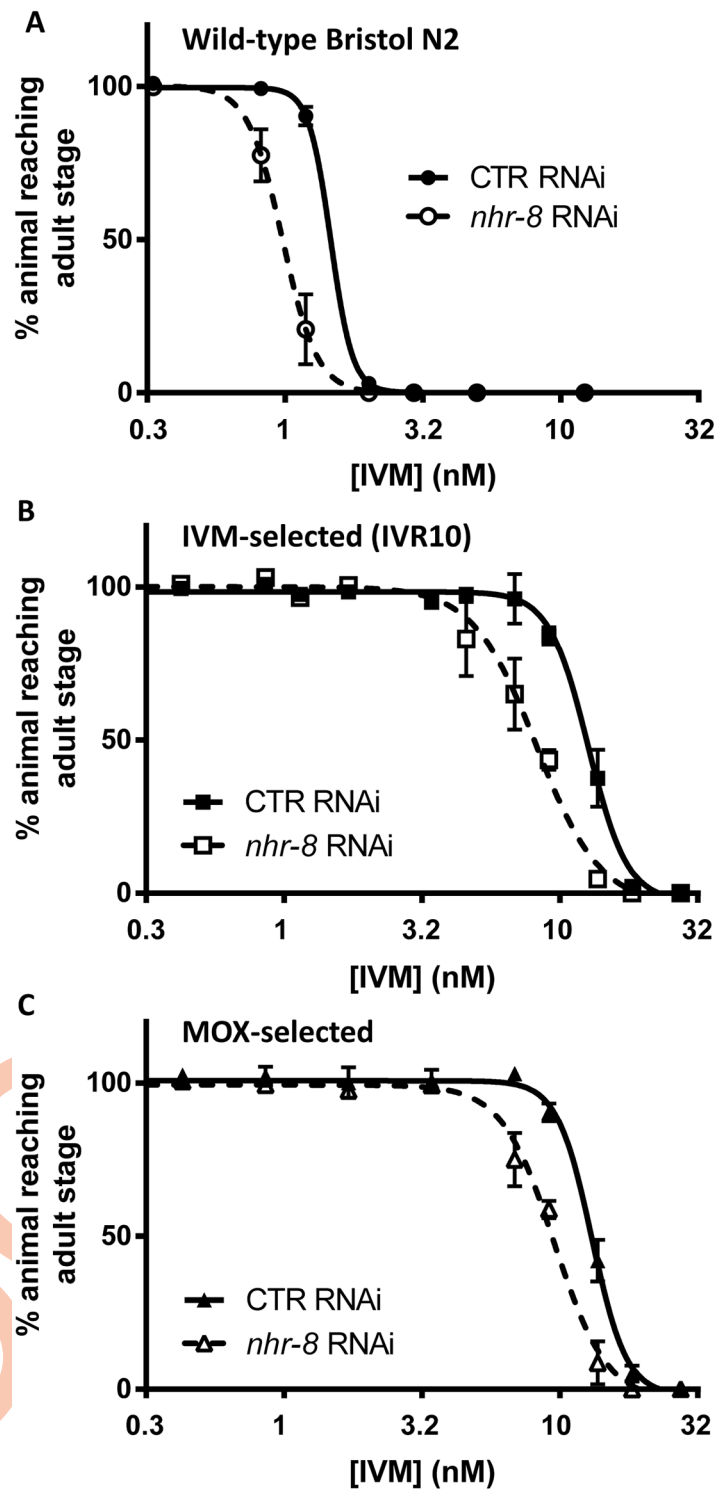 A
Wild-type Bristol N2
% animal reaching
adult stage
100
50
0
CTR RNAi
nhr-8 RNAi
0.3 1 3.2 10 32
[IVM] (nM)
B
IVM-selected (IVR10)
% animal reaching
adult stage
100
50
0
CTR RNAi
nhr-8 RNAi
0.3 1 3.2 10 32
[IVM] (nM)
C
MOX-selected
% animal reaching
adult stage
100
50
0
CTR RNAi
nhr-8 RNAi
0.3 1 3.2 10 32
[IVM] (nM)